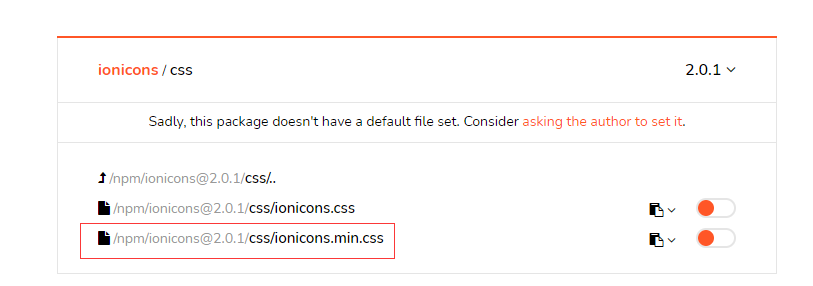 ionicons / css 2.0.1
Sadly, this package doesn't have a default file set. Consider asking the author to set it.
/npm/ionicons@2.0.1/css/..
/npm/ionicons@2.0.1/css/ionicons.css
/npm/ionicons@2.0.1/css/ionicons.min.css